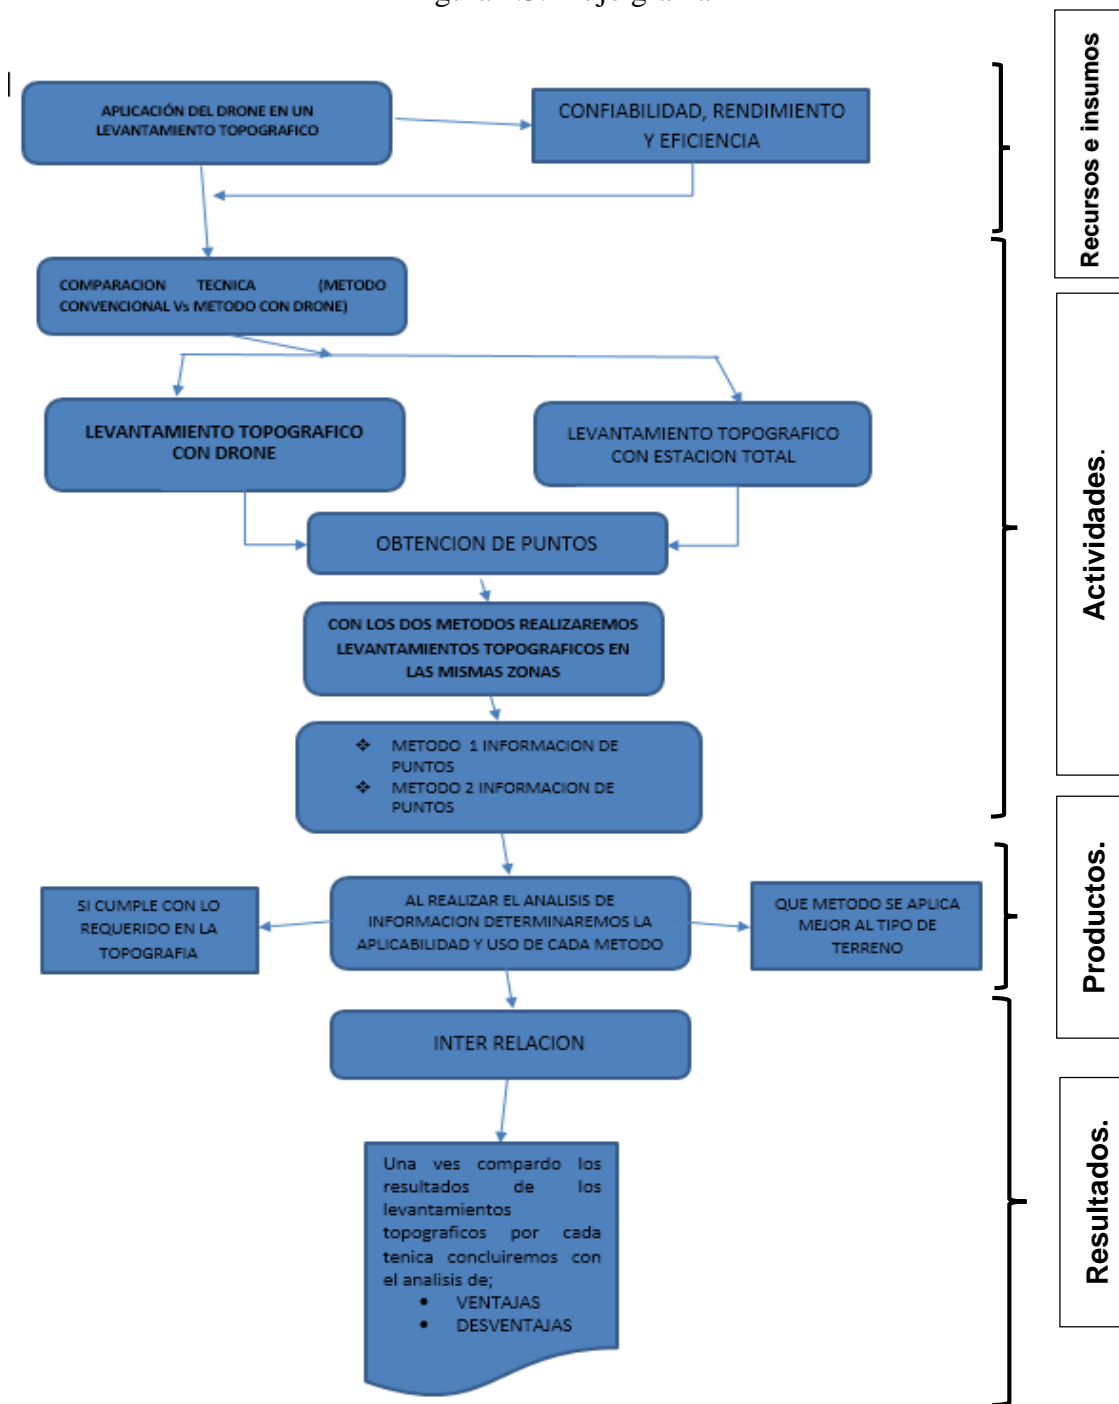 APLICACIÓN DEL DRONE EN UN
LEVANTAMIENTO TOPOGRAFICO
CONFIABILIDAD, RENDIMIENTO
Y EFICIENCIA
Recursos e insumos
COMPARACION TECNICA (METODO
CONVENCIONAL Vs METODO CON DRONE)
LEVANTAMIENTO TOPOGRAFICO
CON DRONE
LEVANTAMIENTO TOPOGRAFICO
CON ESTACION TOTAL
OBTENCION DE PUNTOS
CON LOS DOS METODOS REALIZAREMOS
LEVANTAMIENTOS TOPOGRAFICOS EN
LAS MISMAS ZONAS
❖ METODO 1 INFORMACION DE
PUNTOS
❖ METODO 2 INFORMACION DE
PUNTOS
Actividades.
SI CUMPLE CON LO
REQUERIDO EN LA
TOPOGRAFIA
AL REALIZAR EL ANALISIS DE
INFORMACION DETERMINAREMOS LA
APLICABILIDAD Y USO DE CADA METODO
QUE METODO SE APLICA
MEJOR AL TIPO DE
TERRENO
Productos.
INTER RELACION
Una ves compardo los
resultados de los
levantamientos
topograficos por cada
tenica concluiremos con
el analisis de;
• VENTAJAS
• DESVENTAJAS
Resultados.